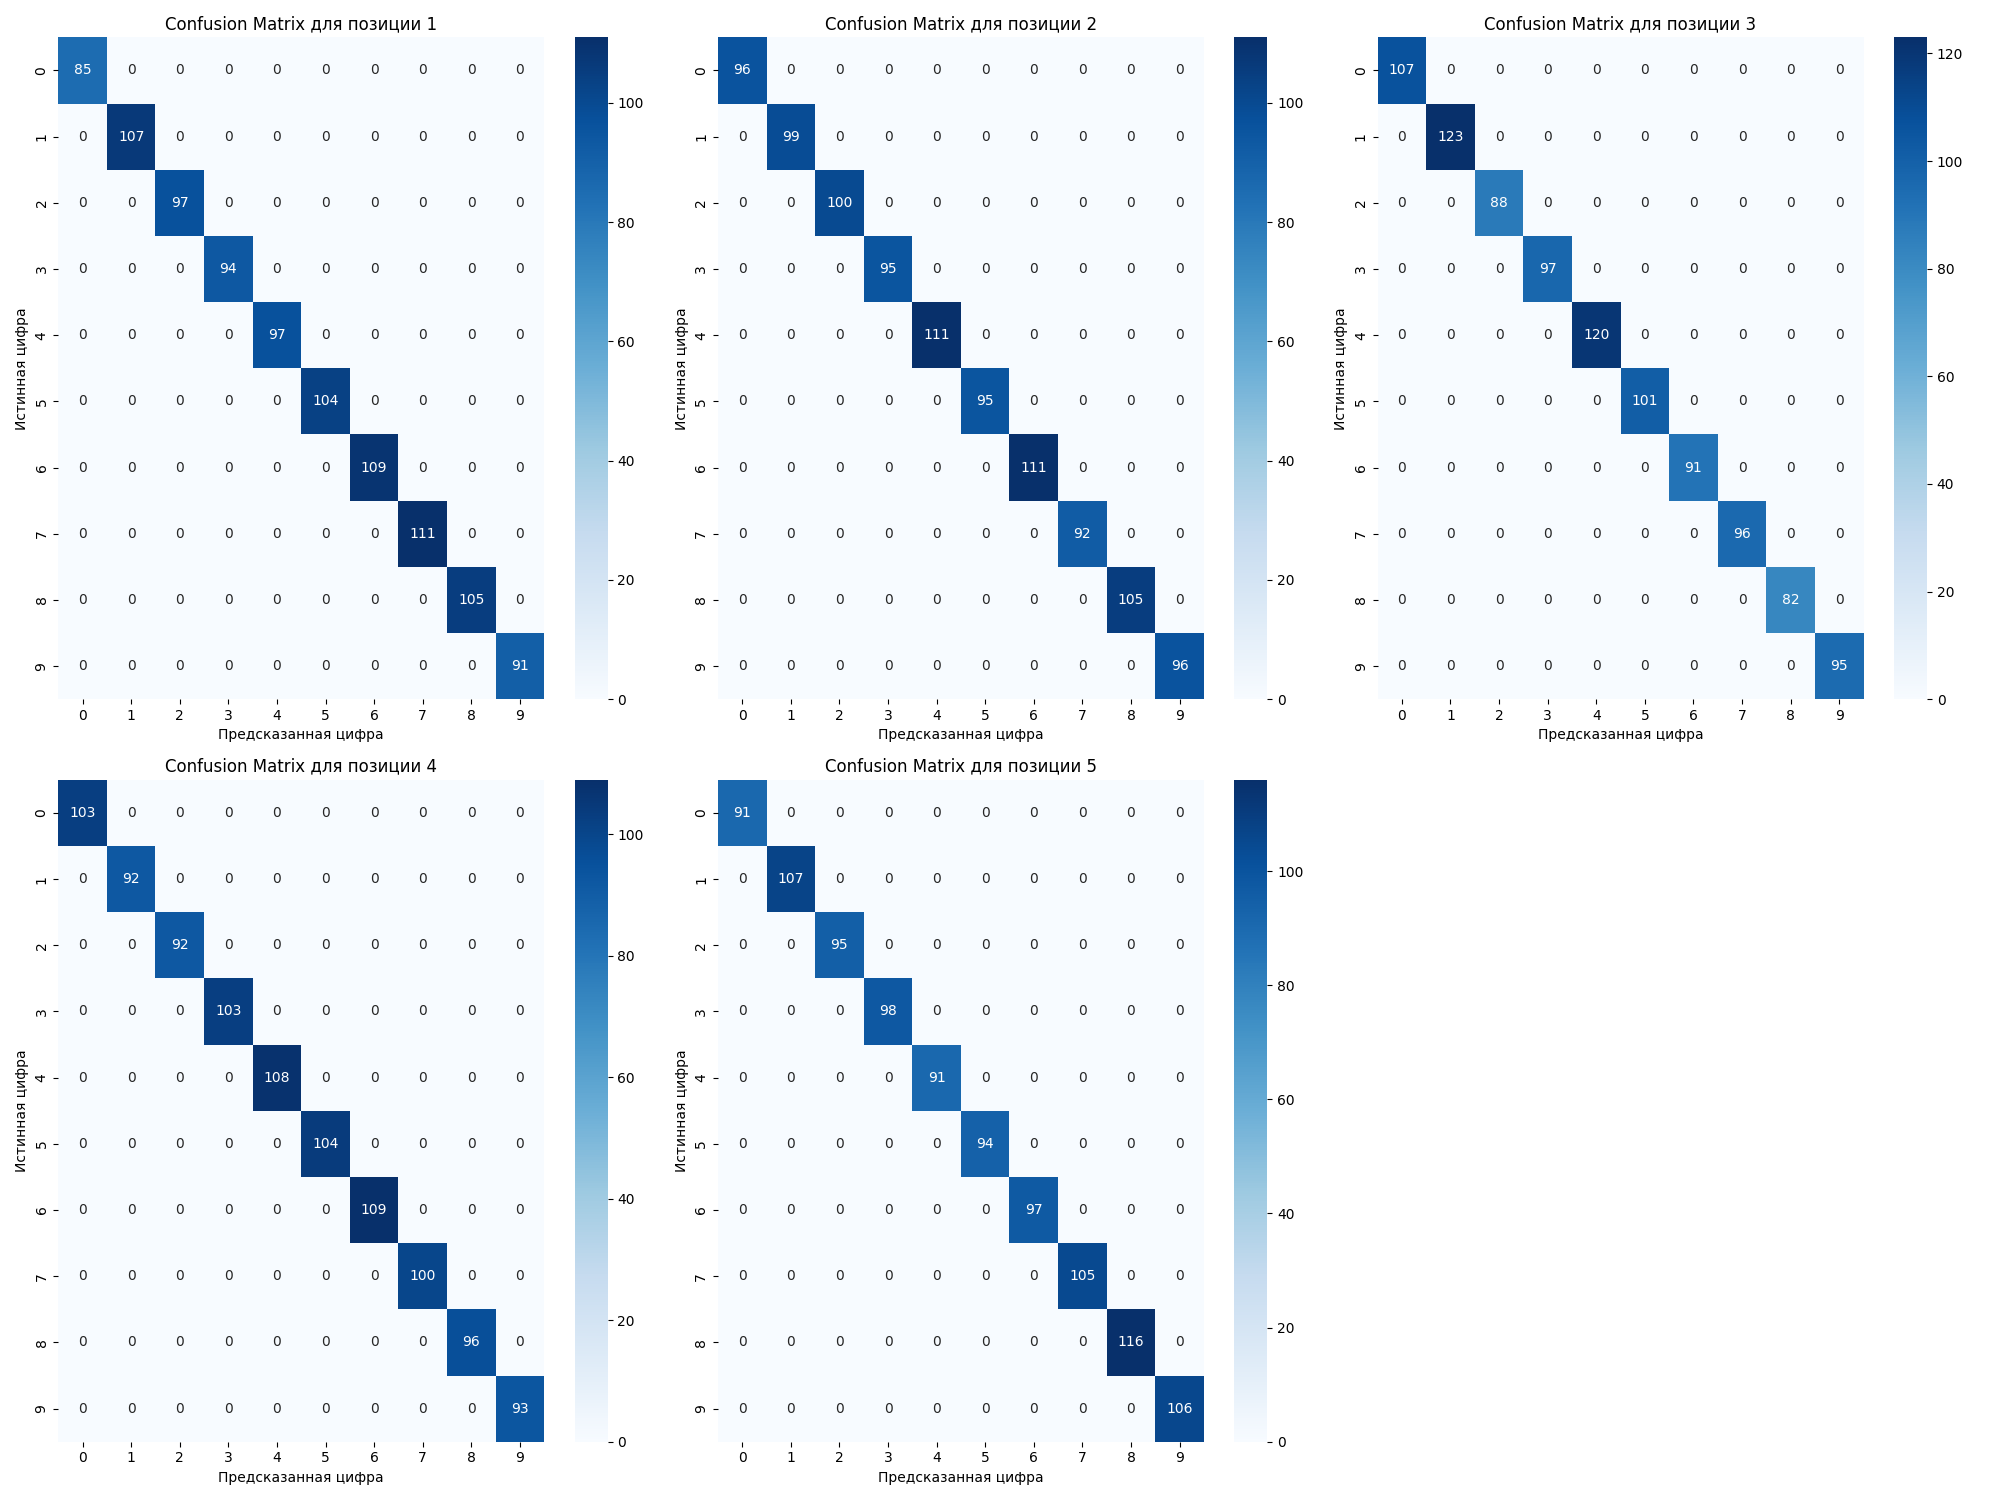 Confusion Matrix для позиции 1
0 85 0 0 0 0 0 0 0 0 0
1 0 107 0 0 0 0 0 0 0 0
2 0 0 97 0 0 0 0 0 0 0
3 0 0 0 94 0 0 0 0 0 0
4 0 0 0 0 97 0 0 0 0 0
5 0 0 0 0 0 104 0 0 0 0
6 0 0 0 0 0 0 109 0 0 0
7 0 0 0 0 0 0 0 111 0 0
8 0 0 0 0 0 0 0 0 105 0
9 0 0 0 0 0 0 0 0 0 91
0 1 2 3 4 5 6 7 8 9
Предсказанная цифра
Истинная цифра
100
80
60
40
20
0
Confusion Matrix для позиции 2
0 96 0 0 0 0 0 0 0 0 0
1 0 99 0 0 0 0 0 0 0 0
2 0 0 100 0 0 0 0 0 0 0
3 0 0 0 95 0 0 0 0 0 0
4 0 0 0 0 111 0 0 0 0 0
5 0 0 0 0 0 95 0 0 0 0
6 0 0 0 0 0 0 111 0 0 0
7 0 0 0 0 0 0 0 92 0 0
8 0 0 0 0 0 0 0 0 105 0
9 0 0 0 0 0 0 0 0 0 96
0 1 2 3 4 5 6 7 8 9
Предсказанная цифра
Истинная цифра
100
80
60
40
20
0
Confusion Matrix для позиции 3
0 107 0 0 0 0 0 0 0 0 0
1 0 123 0 0 0 0 0 0 0 0
2 0 0 88 0 0 0 0 0 0 0
3 0 0 0 97 0 0 0 0 0 0
4 0 0 0 0 120 0 0 0 0 0
5 0 0 0 0 0 101 0 0 0 0
6 0 0 0 0 0 0 91 0 0 0
7 0 0 0 0 0 0 0 96 0 0
8 0 0 0 0 0 0 0 0 82 0
9 0 0 0 0 0 0 0 0 0 95
0 1 2 3 4 5 6 7 8 9
Предсказанная цифра
Истинная цифра
120
100
80
60
40
20
0
Confusion Matrix для позиции 4
0 103 0 0 0 0 0 0 0 0 0
1 0 92 0 0 0 0 0 0 0 0
2 0 0 92 0 0 0 0 0 0 0
3 0 0 0 103 0 0 0 0 0 0
4 0 0 0 0 108 0 0 0 0 0
5 0 0 0 0 0 104 0 0 0 0
6 0 0 0 0 0 0 109 0 0 0
7 0 0 0 0 0 0 0 100 0 0
8 0 0 0 0 0 0 0 0 96 0
9 0 0 0 0 0 0 0 0 0 93
0 1 2 3 4 5 6 7 8 9
Предсказанная цифра
Истинная цифра
100
80
60
40
20
0
Confusion Matrix для позиции 5
0 91 0 0 0 0 0 0 0 0 0
1 0 107 0 0 0 0 0 0 0 0
2 0 0 95 0 0 0 0 0 0 0
3 0 0 0 98 0 0 0 0 0 0
4 0 0 0 0 91 0 0 0 0 0
5 0 0 0 0 0 94 0 0 0 0
6 0 0 0 0 0 0 97 0 0 0
7 0 0 0 0 0 0 0 105 0 0
8 0 0 0 0 0 0 0 0 116 0
9 0 0 0 0 0 0 0 0 0 106
0 1 2 3 4 5 6 7 8 9
Предсказанная цифра
Истинная цифра
100
80
60
40
20
0